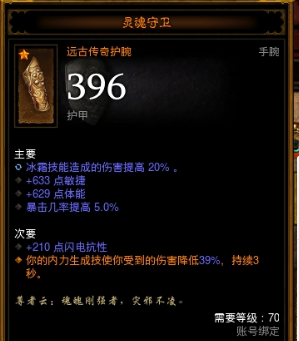 灵魂守卫
远古传奇护腕
手腕
396
护甲
主要
冰霜技能造成的伤害提高 20% 。
+633 点敏捷
+629 点体能
暴击几率提高 5.0%
次要
+210 点闪电抗性
你的内力生成技使你受到的伤害降低39%，持续3
秒。
尊者云：魂魄刚强者，灾邪不凌。
需要等级：70
账号绑定